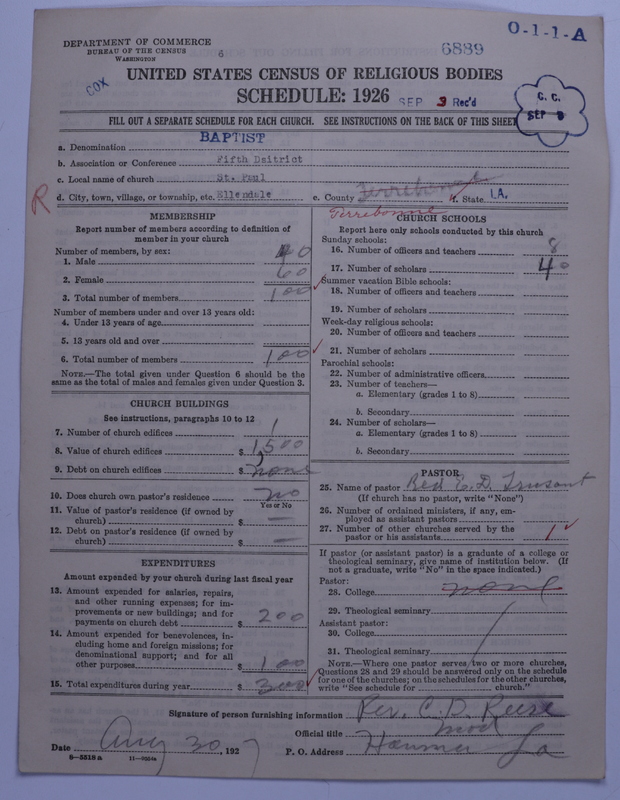 O-1-1-A
DEPARTMENT OF COMMERCE
BUREAU OF THE CENSUS
WASHINGTON
6
6889
COX
UNITED STATES CENSUS OF RELIGIOUS BODIES
SCHEDULE: 1926
SEP 3 Rec'd
C. C.
SEP 9
FILL OUT A SEPARATE SCHEDULE FOR EACH CHURCH. SEE INSTRUCTIONS ON THE BACK OF THIS SHEET
a. Denomination BAPTIST
b. Association or Conference Fifth Dsitrict
c. Local name of church St. Paul
R
d. City, town, village, or township, etc. Ellendale e. County Terrebonne f. State LA.
Terrebonne
MEMBERSHIP
Report number of members according to definition of
member in your church
Number of members, by sex:
1. Male 40
2. Female 60
3. Total number of members 100
Number of members under and over 13 years old:
4. Under 13 years of age
5. 13 years old and over
6. Total number of members 100
NOTE.—The total given under Question 6 should be
same as the total of males and females given under Question 3.
CHURCH BUILDINGS
See instructions, paragraphs 10 to 12
7. Number of church edifices 1
8. Value of church edifices $ 1,500
9. Debt on church edifices $ none
10. Does church own pastor's residence no
Yes or No
11. Value of pastor's residence (if owned by
church) $ —
12. Debt on pastor's residence (if owned by
church) $ —
EXPENDITURES
Amount expended by your church during last fiscal year
13. Amount expended for salaries, repairs,
and other running expenses; for im-
provements or new buildings; and for
payments on church debt $ 200
14. Amount expended for benevolences, in-
cluding home and foreign missions; for
denominational support; and for all
other purposes $ 100
15. Total expenditures during year $ 300
CHURCH SCHOOLS
Report here only schools conducted by this church
Sunday schools:
16. Number of officers and teachers 8
17. Number of scholars 40
Summer vacation Bible schools:
18. Number of officers and teachers
19. Number of scholars
Week-day religious schools:
20. Number of officers and teachers
21. Number of scholars
Parochial schools:
22. Number of administrative officers
23. Number of teachers—
a. Elementary (grades 1 to 8)
b. Secondary
24. Number of scholars—
a. Elementary (grades 1 to 8)
b. Secondary
PASTOR
25. Name of pastor E. D.
(If church has no pastor, write "None")
26. Number of ordained ministers, if any, em-
ployed as assistant pastors
27. Number of other churches served by the
pastor or his assistants 1
If pastor (or assistant pastor) is a graduate of a college or
theological seminary, give name of institution below. (If
not a graduate, write "No" in the space indicated.)
Pastor:
28. College none
29. Theological seminary
Assistant pastor:
30. College
31. Theological seminary
NOTE.—Where one pastor serves two or more churches,
Questions 28 and 29 should be answered only on the schedule
for one of the churches; on the schedules for the other churches,
write "See schedule for church."
Signature of person furnishing information Rev. C. D. Reese
Official title mod
Date Aug 30, 1927 P. O. Address La
8-5518 a 11-9554a